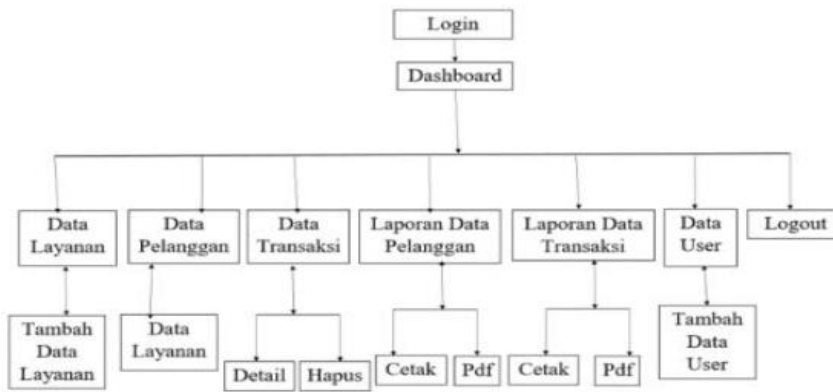 Login
Dashboard
Data
Layanan
Data
Pelanggan
Data
Transaksi
Laporan Data
Pelanggan
Laporan Data
Transaksi
Data
User
Logout
Tambah
Data
Layanan
Data
Layanan
Detail
Hapus
Cetak
Pdf
Cetak
Pdf
Tambah
Data
User